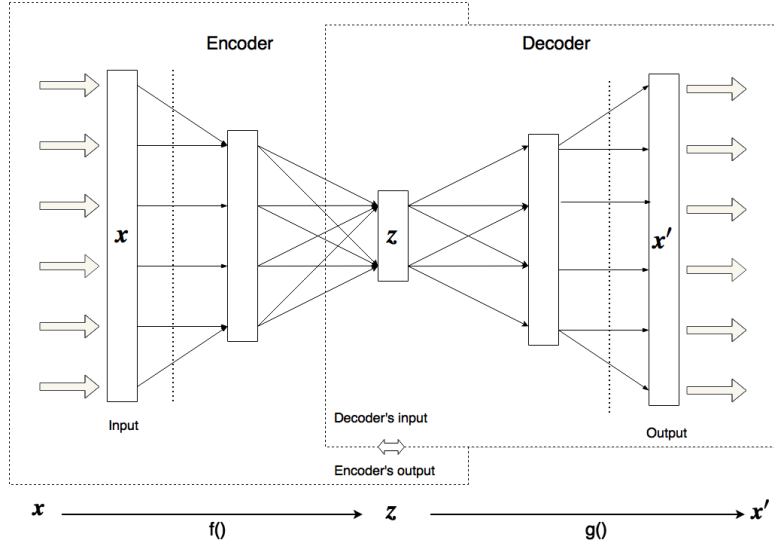 Encoder
Decoder
x
z
x′
Input
Decoder's input
Output
Encoder's output
x
z
x′
f()
g()